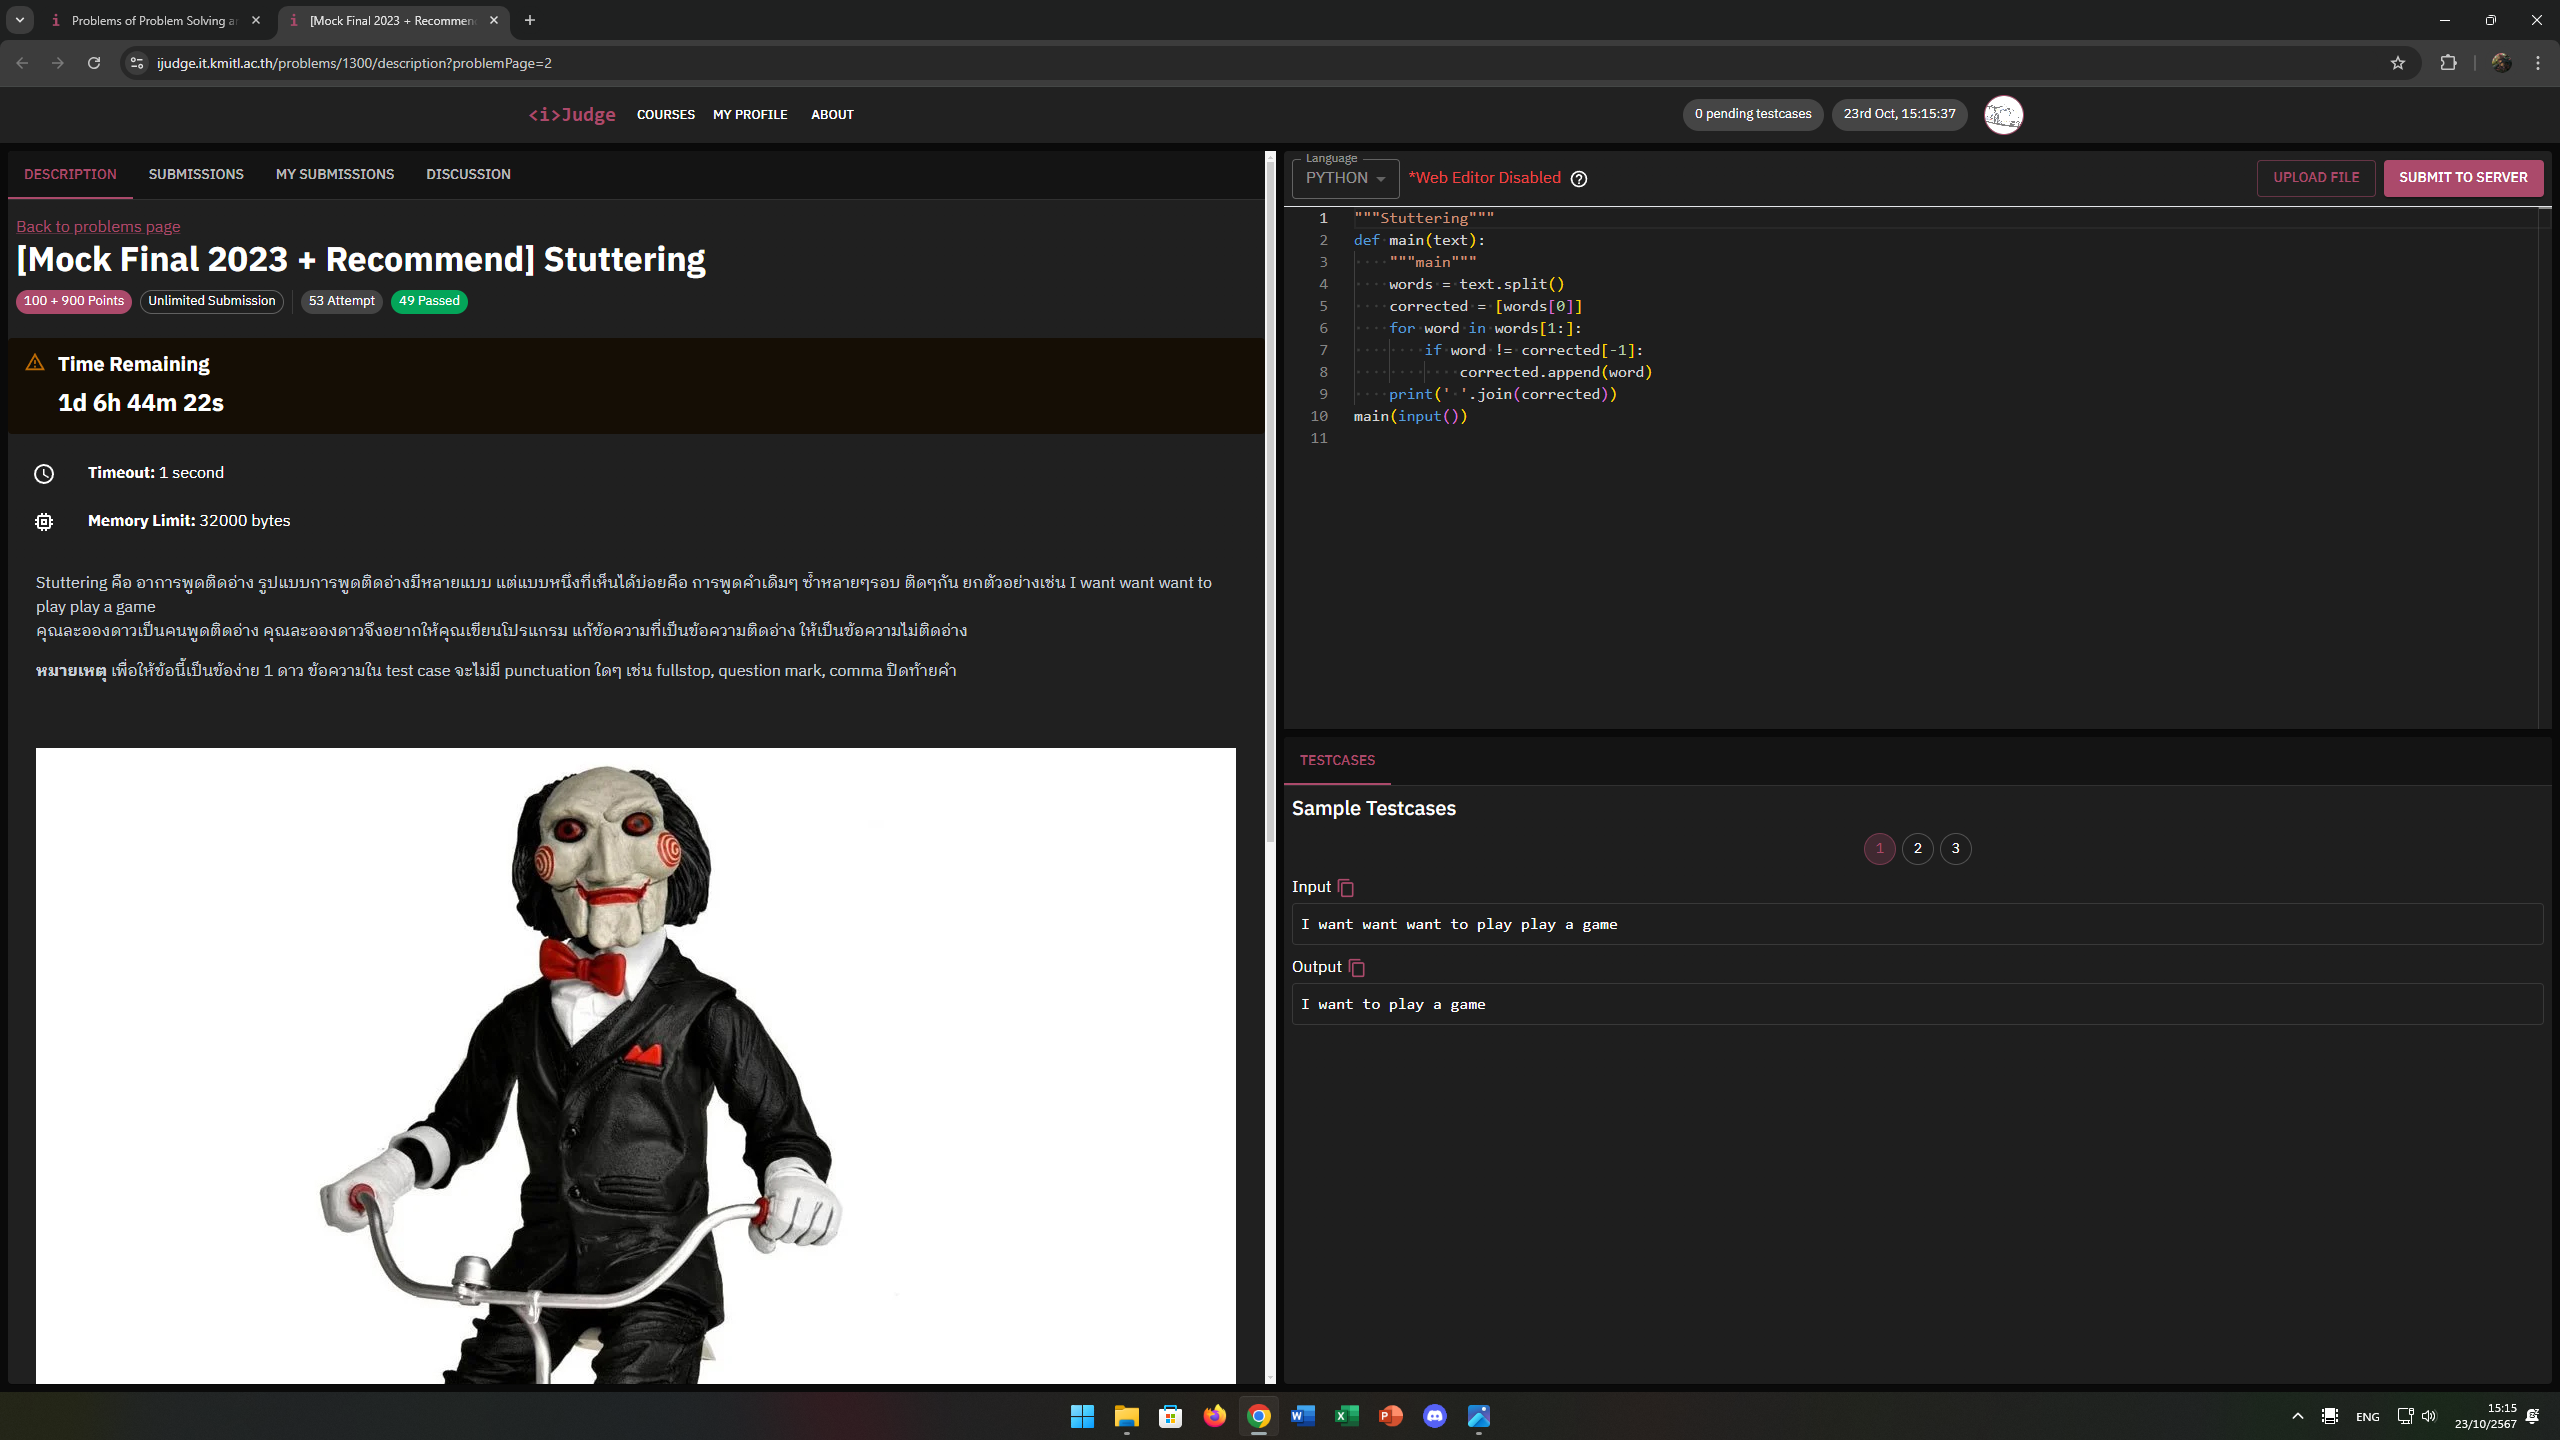 Problems of Problem Solving a
[Mock Final 2023 + Recommen
ijudge.it.kmitl.ac.th/problems/1300/description?problemPage=2
<i>Judge
COURSES
MY PROFILE
ABOUT
0 pending testcases
23rd Oct, 15:15:37
DESCRIPTION
SUBMISSIONS
MY SUBMISSIONS
DISCUSSION
Back to problems page
[Mock Final 2023 + Recommend] Stuttering
100 + 900 Points
Unlimited Submission
53 Attempt
49 Passed
Time Remaining
1d 6h 44m 22s
Timeout: 1 second
Memory Limit: 32000 bytes
Stuttering คือ อาการพูดติดอ่าง รูปแบบการพูดติดอ่างมีหลายแบบ แต่แบบหนึ่งที่เห็นได้บ่อยคือ การพูดคำเดิมๆ ซ้ำหลายๆรอบ ติดๆกัน ยกตัวอย่างเช่น I want want want to
play play a game
คุณละอองดาวเป็นคนพูดติดอ่าง คุณละอองดาวจึงอยากให้คุณเขียนโปรแกรม แก้ข้อความที่เป็นข้อความติดอ่าง ให้เป็นข้อความไม่ติดอ่าง
หมายเหตุ เพื่อให้ข้อนี้เป็นข้อง่าย 1 ดาว ข้อความใน test case จะไม่มี punctuation ใดๆ เช่น fullstop, question mark, comma ปิดท้ายคำ
Language
PYTHON
*Web Editor Disabled
UPLOAD FILE
SUBMIT TO SERVER
1 """Stuttering"""
2 def main(text):
3     """main"""
4     words = text.split()
5     corrected = [words[0]]
6     for word in words[1:]:
7         if word != corrected[-1]:
8             corrected.append(word)
9     print(' '.join(corrected))
10 main(input())
11
TESTCASES
Sample Testcases
1 2 3
Input
I want want want to play play a game
Output
I want to play a game
ENG
15:15
23/10/2567